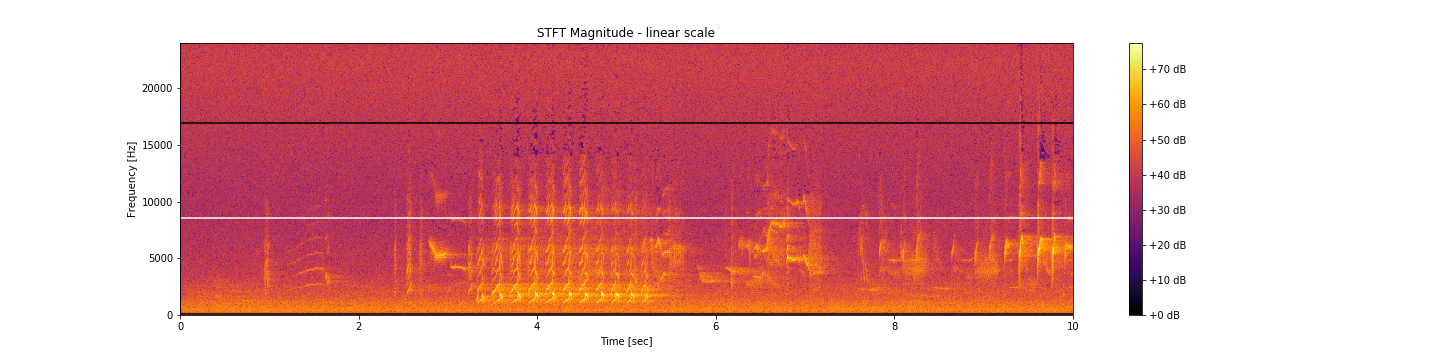 STFT Magnitude - linear scale
Frequency [Hz]
20000
15000
10000
5000
0
0 2 4 6 8 10
Time [sec]
+70 dB
+60 dB
+50 dB
+40 dB
+30 dB
+20 dB
+10 dB
+0 dB